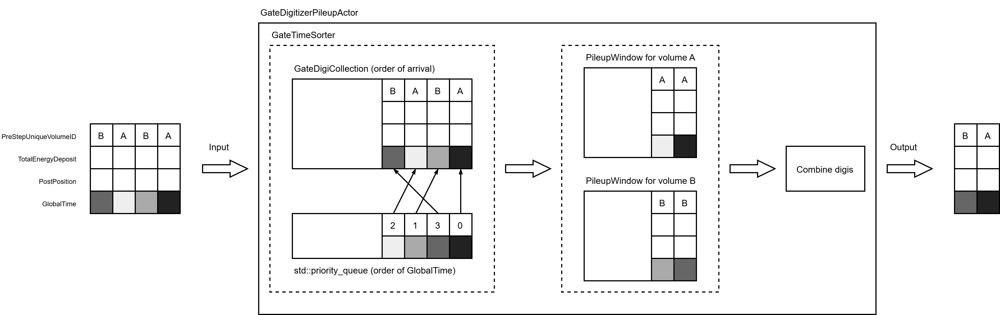 GateDigitizerPileupActor
GateTimeSorter
PileupWindow for volume A
GateDigiCollection (order of arrival)
A A
B A B A
PreStepUniqueVolumeID
B A B A
B A
Input
Output
TotalEnergyDeposit
Combine digis
PostPosition
PileupWindow for volume B
GlobalTime
B B
2 1 3 0
std::priority_queue (order of GlobalTime)